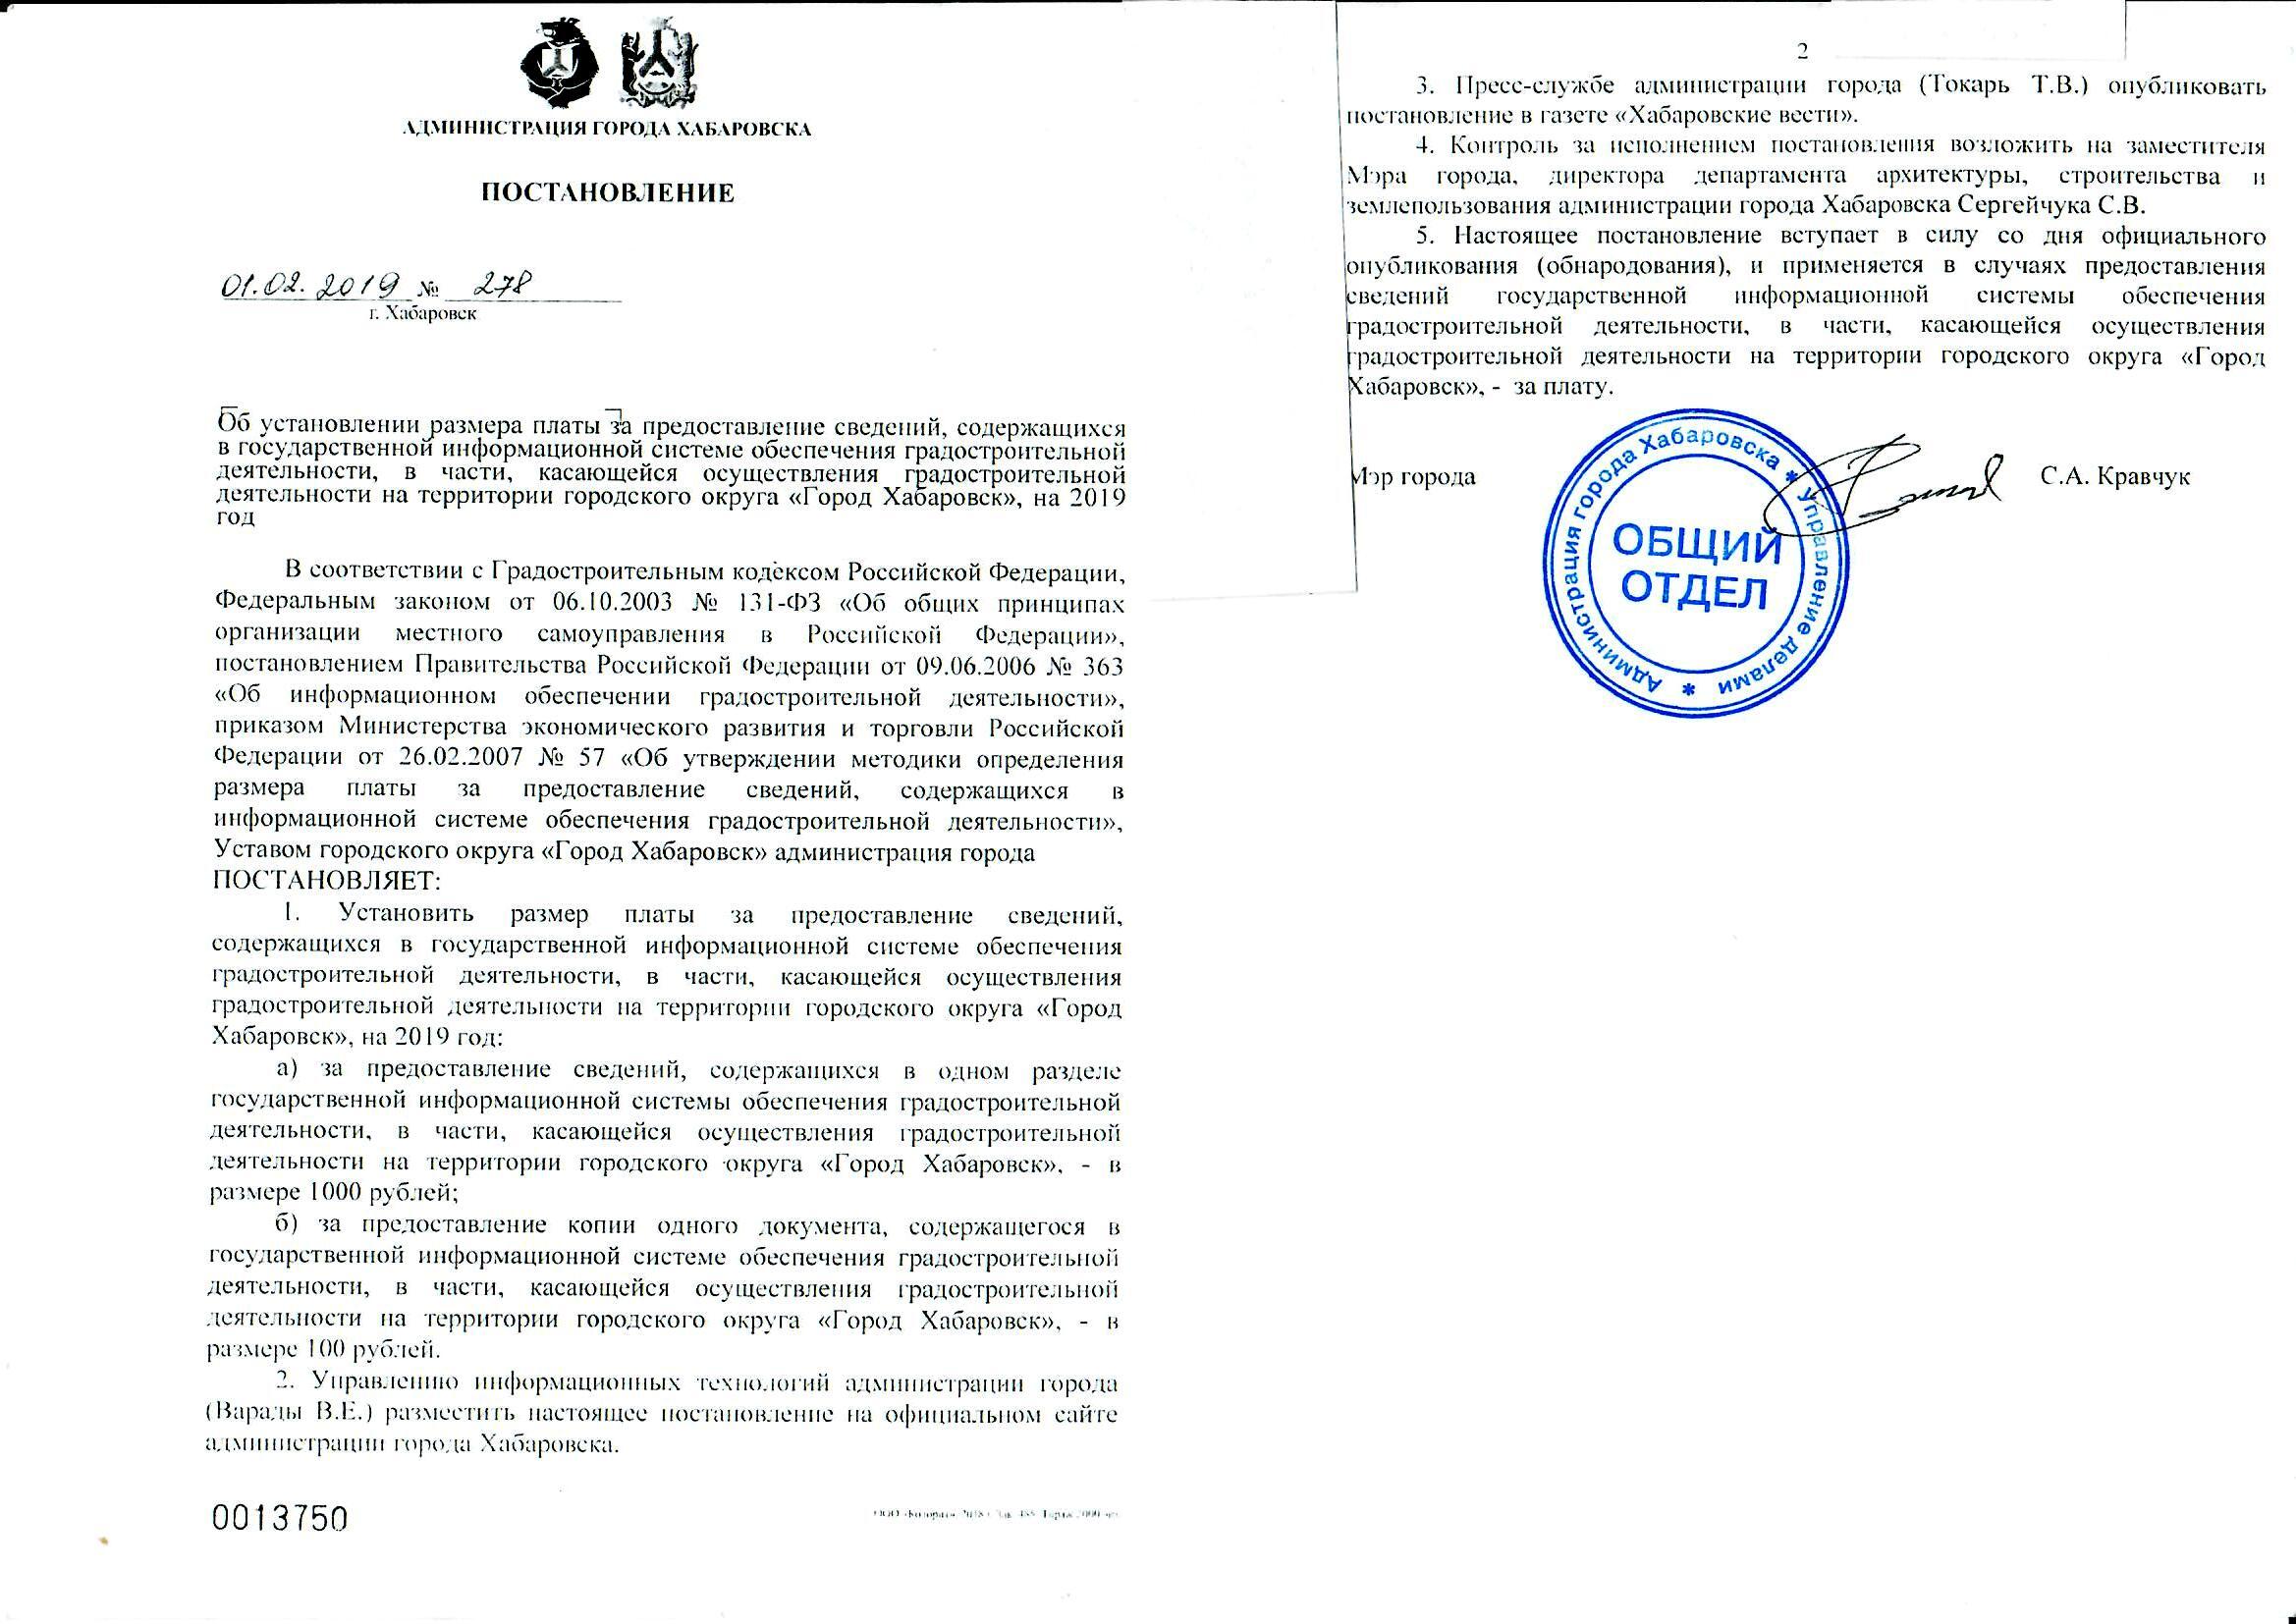 АДМИНИСТРАЦИЯ ГОРОДА ХАБАРОВСКА
ПОСТАНОВЛЕНИЕ
01.02.2019 № 278
г. Хабаровск
Об установлении размера платы за предоставление сведений, содержащихся
в государственной информационной системе обеспечения градостроительной
деятельности, в части, касающейся осуществления градостроительной
деятельности на территории городского округа «Город Хабаровск», на 2019
год
В соответствии с Градостроительным кодексом Российской Федерации,
Федеральным законом от 06.10.2003 № 131-ФЗ «Об общих принципах
организации местного самоуправления в Российской Федерации»,
постановлением Правительства Российской Федерации от 09.06.2006 № 363
«Об информационном обеспечении градостроительной деятельности»,
приказом Министерства экономического развития и торговли Российской
Федерации от 26.02.2007 № 57 «Об утверждении методики определения
размера платы за предоставление сведений, содержащихся в
информационной системе обеспечения градостроительной деятельности»,
Уставом городского округа «Город Хабаровск» администрация города
ПОСТАНОВЛЯЕТ:
1. Установить размер платы за предоставление сведений,
содержащихся в государственной информационной системе обеспечения
градостроительной деятельности, в части, касающейся осуществления
градостроительной деятельности на территории городского округа «Город
Хабаровск», на 2019 год:
а) за предоставление сведений, содержащихся в одном разделе
государственной информационной системы обеспечения градостроительной
деятельности, в части, касающейся осуществления градостроительной
деятельности на территории городского округа «Город Хабаровск», - в
размере 1000 рублей;
б) за предоставление копии одного документа, содержащегося в
государственной информационной системе обеспечения градостроительной
деятельности, в части, касающейся осуществления градостроительной
деятельности на территории городского округа «Город Хабаровск», - в
размере 100 рублей.
2. Управлению информационных технологий администрации города
(Варады В.Е.) разместить настоящее постановление на официальном сайте
администрации города Хабаровска.
0013750
2
3. Пресс-службе администрации города (Токарь Т.В.) опубликовать
постановление в газете «Хабаровские вести».
4. Контроль за исполнением постановления возложить на заместителя
Мэра города, директора департамента архитектуры, строительства и
землепользования администрации города Хабаровска Сергейчука С.В.
5. Настоящее постановление вступает в силу со дня официального
опубликования (обнародования), и применяется в случаях предоставления
сведений государственной информационной системы обеспечения
градостроительной деятельности, в части, касающейся осуществления
градостроительной деятельности на территории городского округа «Город
Хабаровск», - за плату.
Мэр города С.А. Кравчук
Администрация города Хабаровска * Управление делами *
ОБЩИЙ
ОТДЕЛ